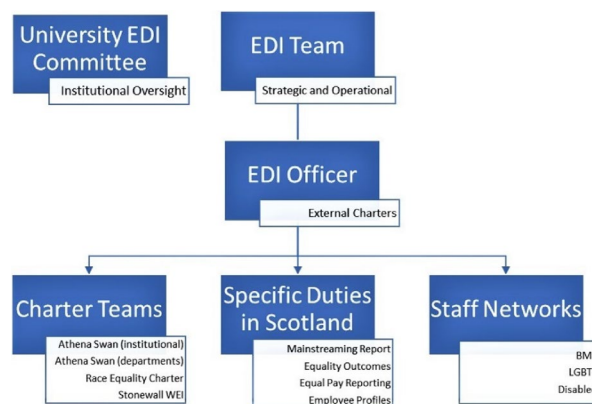 University EDI
Committee
Institutional Oversight
EDI Team
Strategic and Operational
EDI Officer
External Charters
Charter Teams
Athena Swan (institutional)
Athena Swan (departments)
Race Equality Charter
Stonewall WEI
Specific Duties
in Scotland
Mainstreaming Report
Equality Outcomes
Equal Pay Reporting
Employee Profiles
Staff Networks